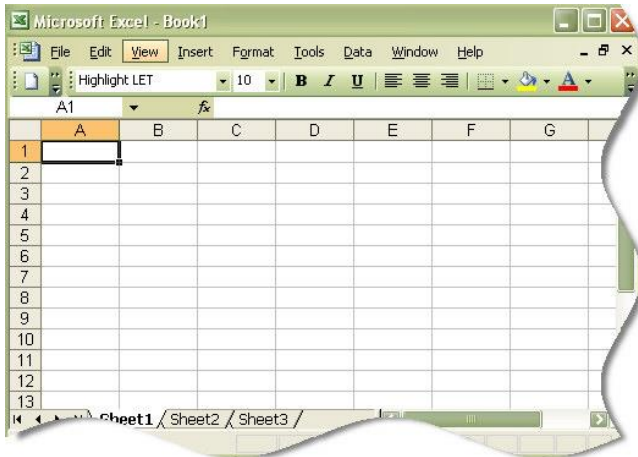 Microsoft Excel - Book1
File Edit View Insert Format Tools Data Window Help
Highlight LET 10 B I U A
A1 fx
A B C D E F G
1
2
3
4
5
6
7
8
9
10
11
12
13
Sheet1 Sheet2 Sheet3